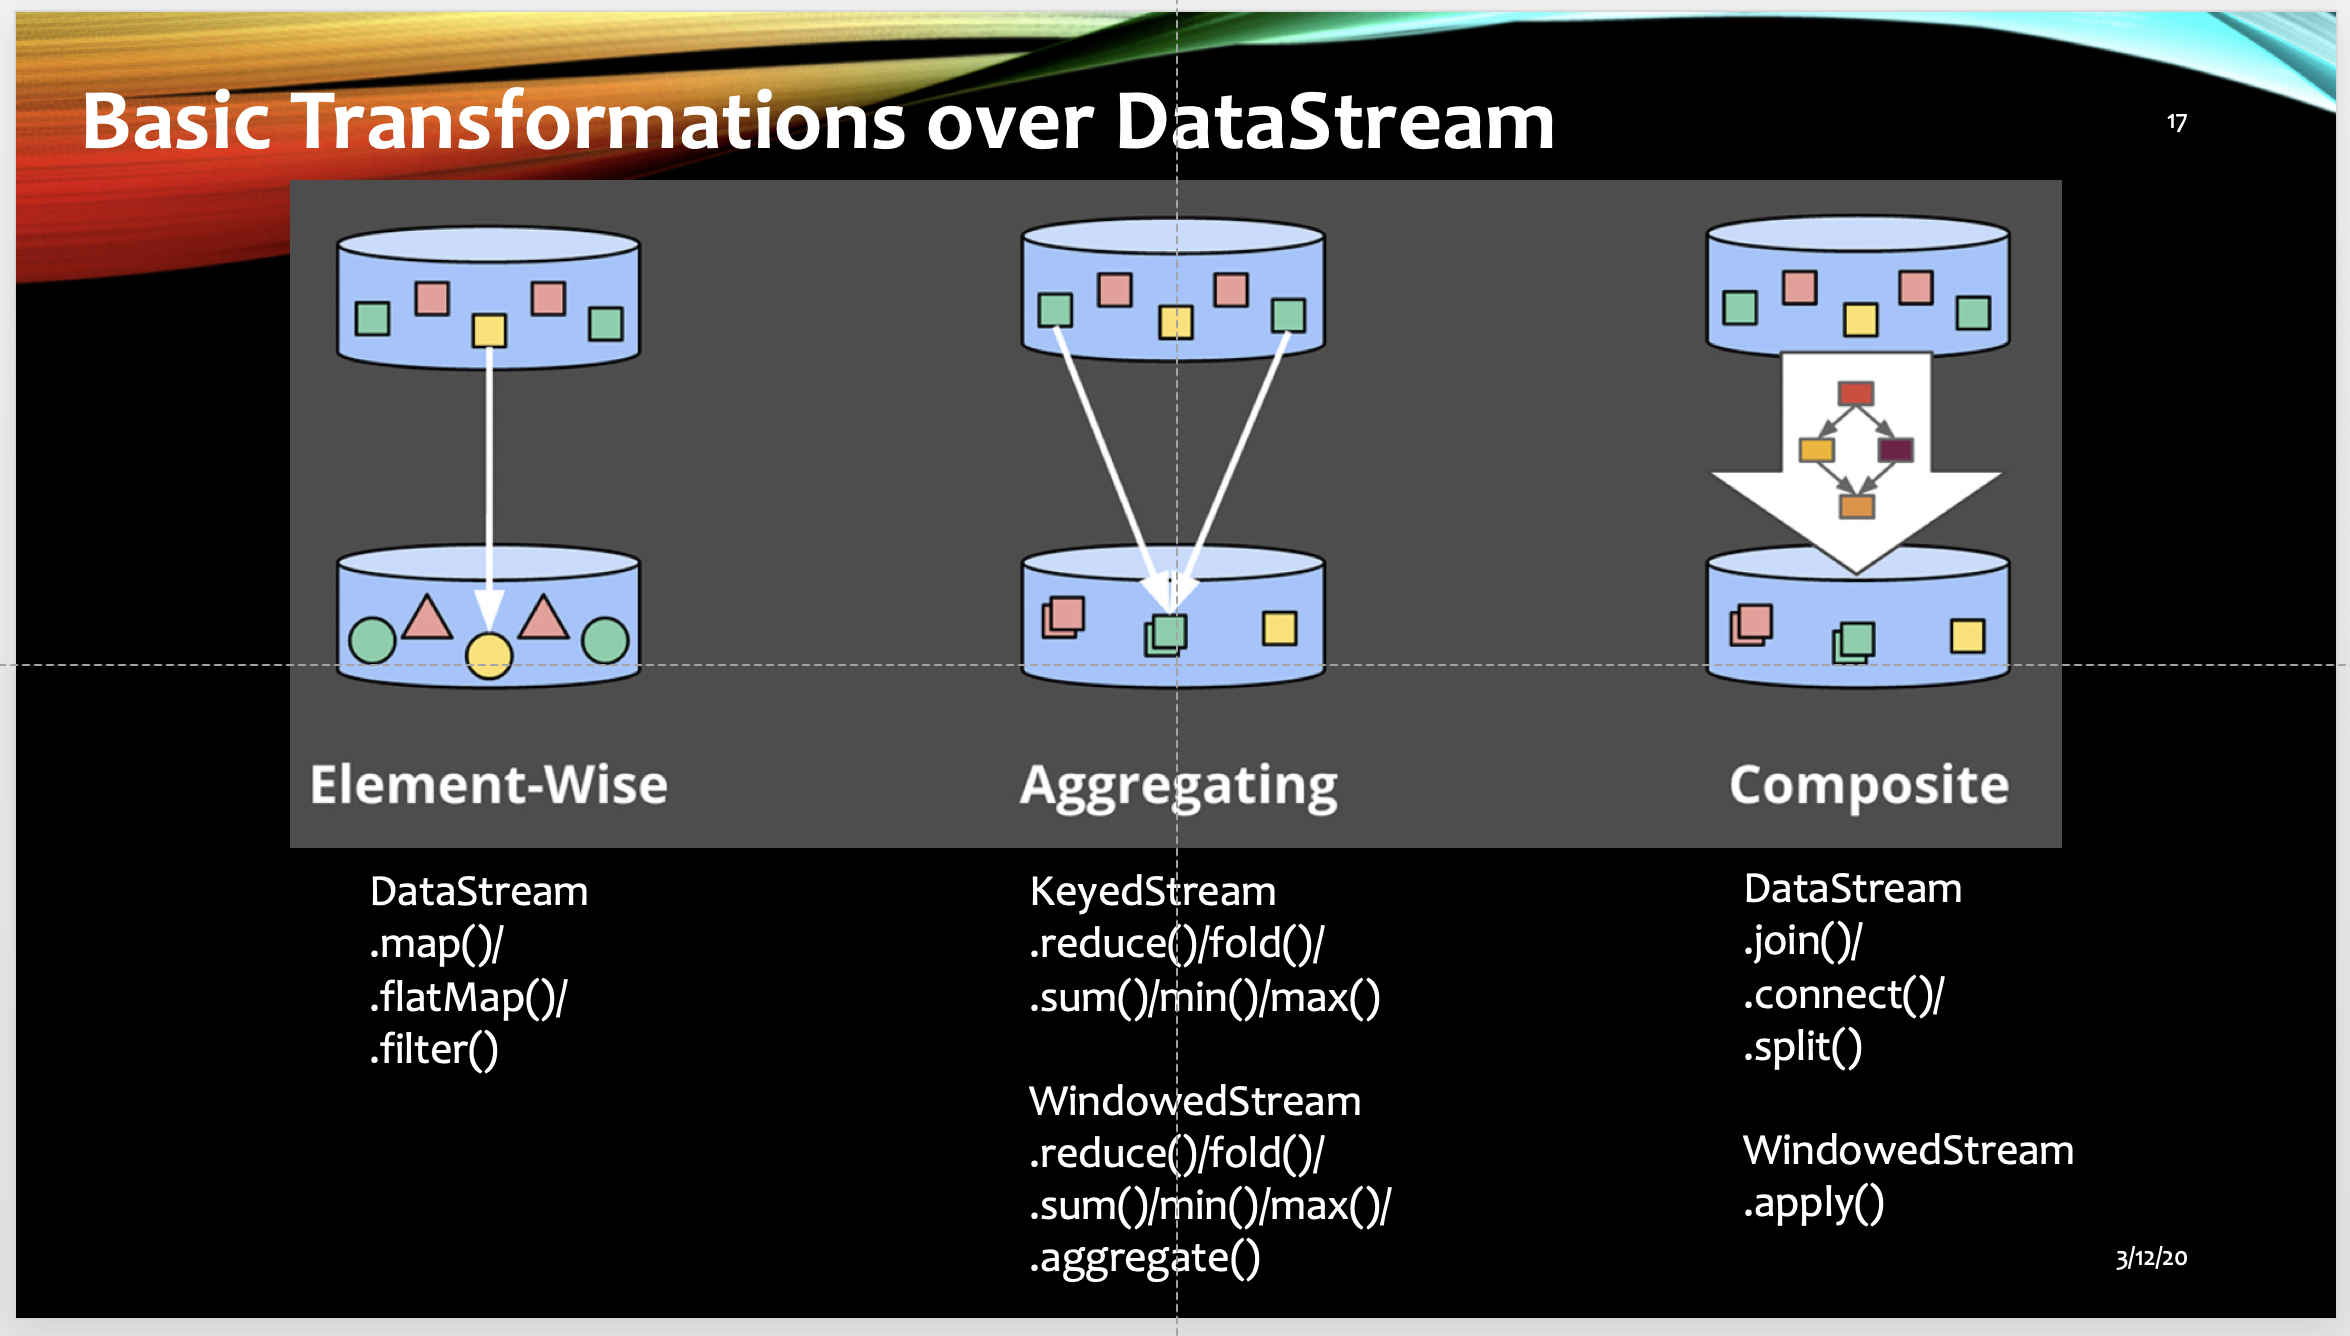 Basic Transformations over DataStream
17
Element-Wise
Aggregating
Composite
DataStream
.map()/
.flatMap()/
.filter()
KeyedStream
.reduce()/fold()/
.sum()/min()/max()
WindowedStream
.reduce()/fold()/
.sum()/min()/max()/
.aggregate()
DataStream
.join()/
.connect()/
.split()
WindowedStream
.apply()
3/12/20